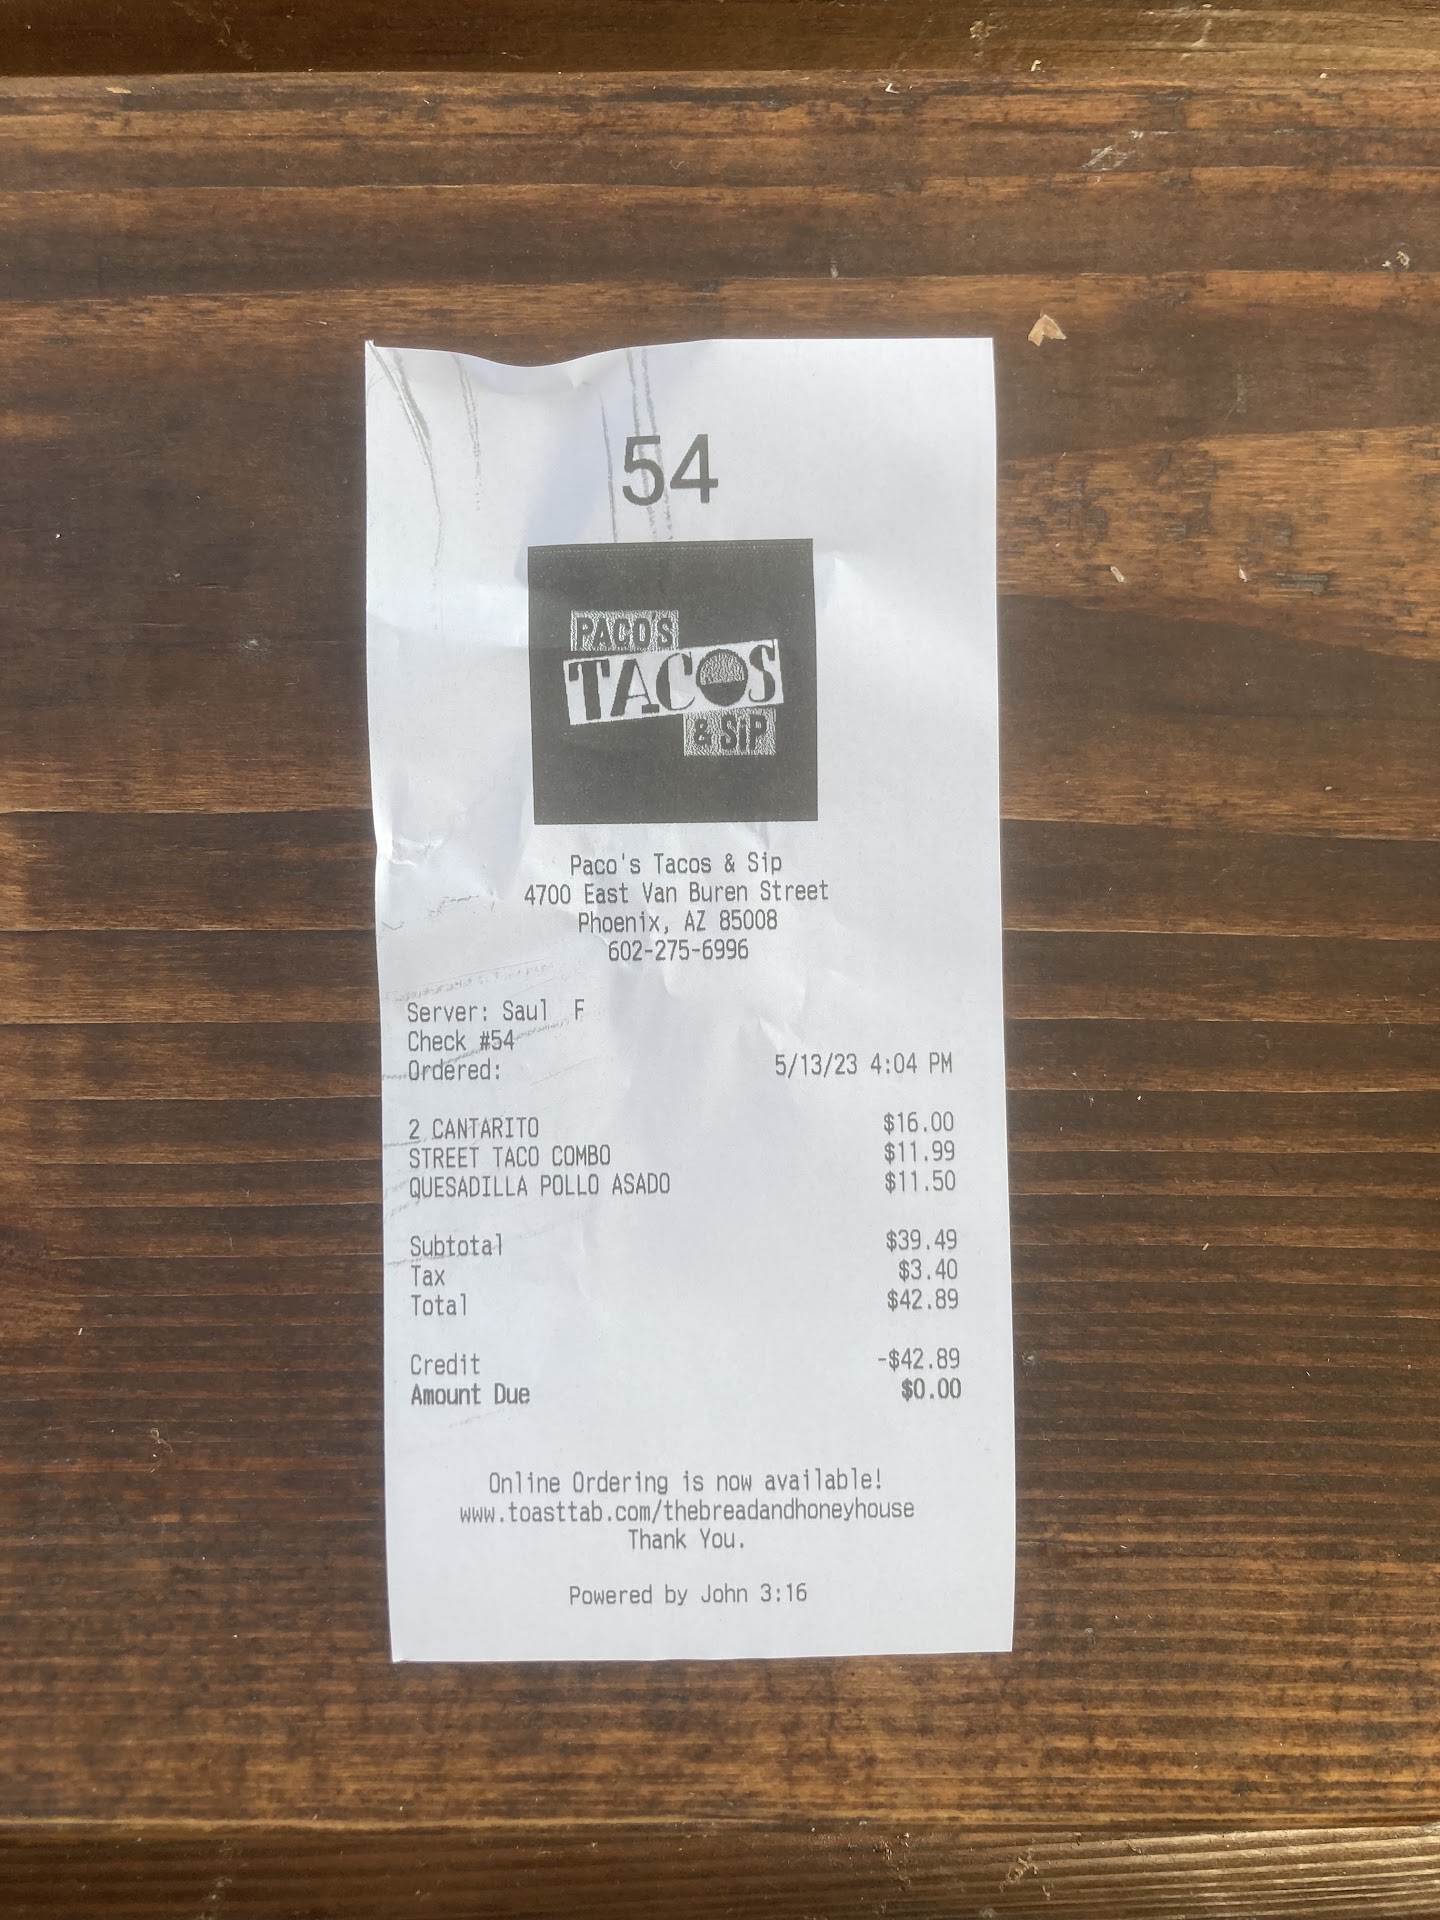 54
PACO'S
TACOS
& SiP
Paco's Tacos & Sip
4700 East Van Buren Street
Phoenix, AZ 85008
602-275-6996
Server: Saul F
Check #54
Ordered: 5/13/23 4:04 PM
2 CANTARITO $16.00
STREET TACO COMBO $11.99
QUESADILLA POLLO ASADO $11.50
Subtotal $39.49
Tax $3.40
Total $42.89
Credit -$42.89
Amount Due $0.00
Online Ordering is now available!
www.toasttab.com/thebreadandhoneyhouse
Thank You.
Powered by John 3:16